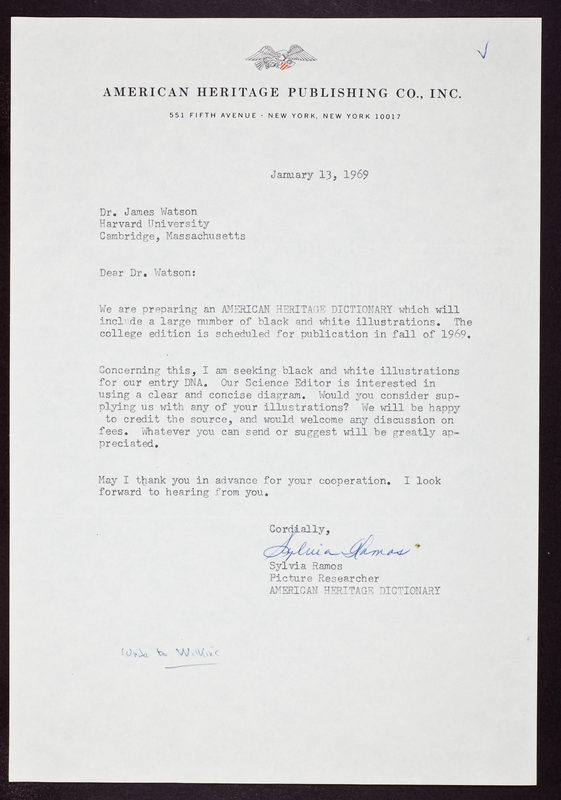 AMERICAN HERITAGE PUBLISHING CO., INC.
551 FIFTH AVENUE · NEW YORK, NEW YORK 10017
January 13, 1969
Dr. James Watson
Harvard University
Cambridge, Massachusetts
Dear Dr. Watson:
We are preparing an AMERICAN HERITAGE DICTIONARY which will
include a large number of black and white illustrations. The
college edition is scheduled for publication in fall of 1969.
Concerning this, I am seeking black and white illustrations
for our entry DNA. Our Science Editor is interested in
using a clear and concise diagram. Would you consider sup-
plying us with any of your illustrations? We will be happy
to credit the source, and would welcome any discussion on
fees. Whatever you can send or suggest will be greatly ap-
preciated.
May I thank you in advance for your cooperation. I look
forward to hearing from you.
Cordially,
Sylvia Ramos
Sylvia Ramos
Picture Researcher
AMERICAN HERITAGE DICTIONARY
to